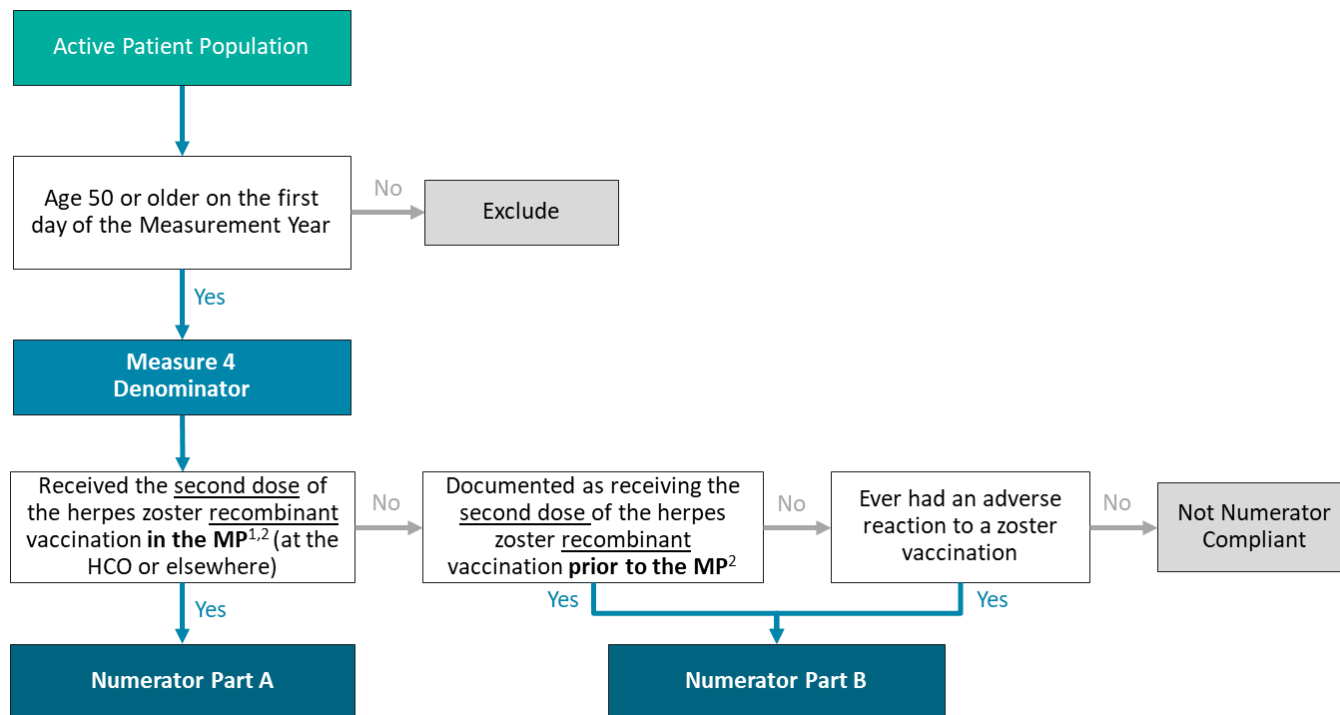 Active Patient Population
Age 50 or older on the first
day of the Measurement Year
No
Exclude
Yes
Measure 4
Denominator
Received the second dose of
the herpes zoster recombinant
vaccination in the MP1,2 (at the
HCO or elsewhere)
No
Documented as receiving the
second dose of the herpes
zoster recombinant
vaccination prior to the MP2
No
Ever had an adverse
reaction to a zoster
vaccination
No
Not Numerator
Compliant
Yes
Yes
Yes
Numerator Part A
Numerator Part B